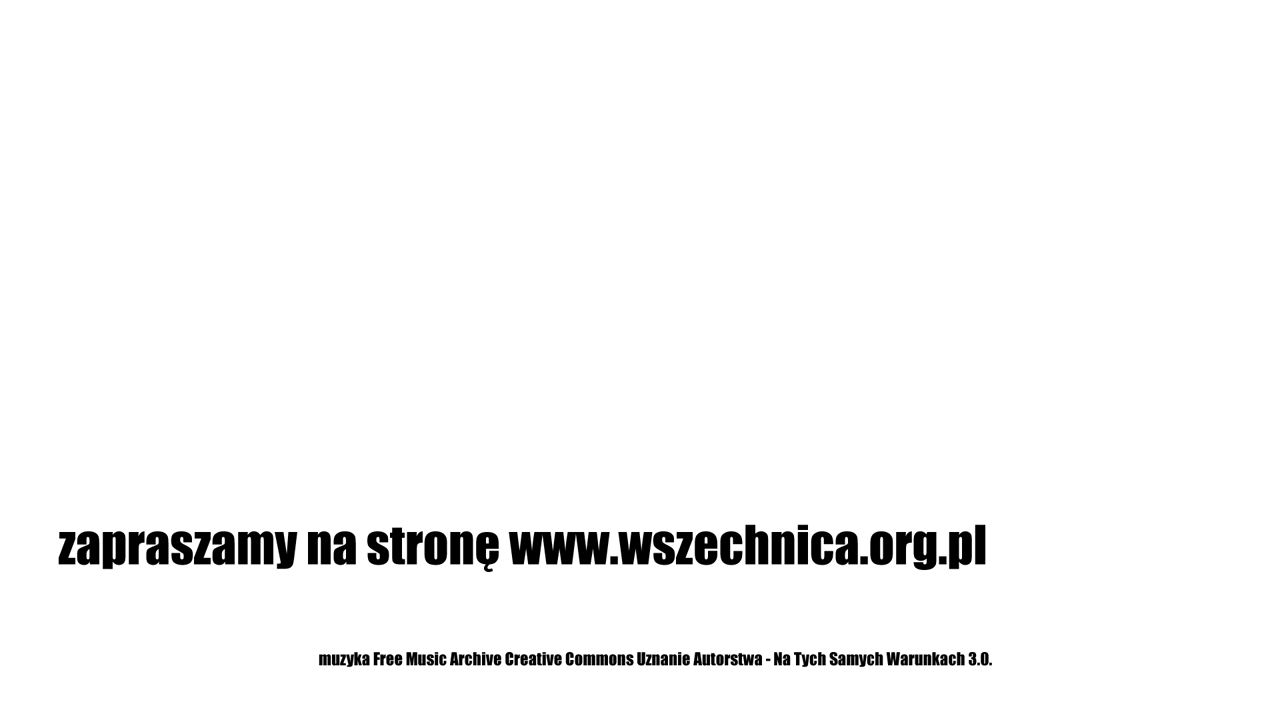 zapraszamy na stronę www.wszechnica.org.pl
muzyka Free Music Archive Creative Commons Uznanie Autorstwa - Na Tych Samych Warunkach 3.0.